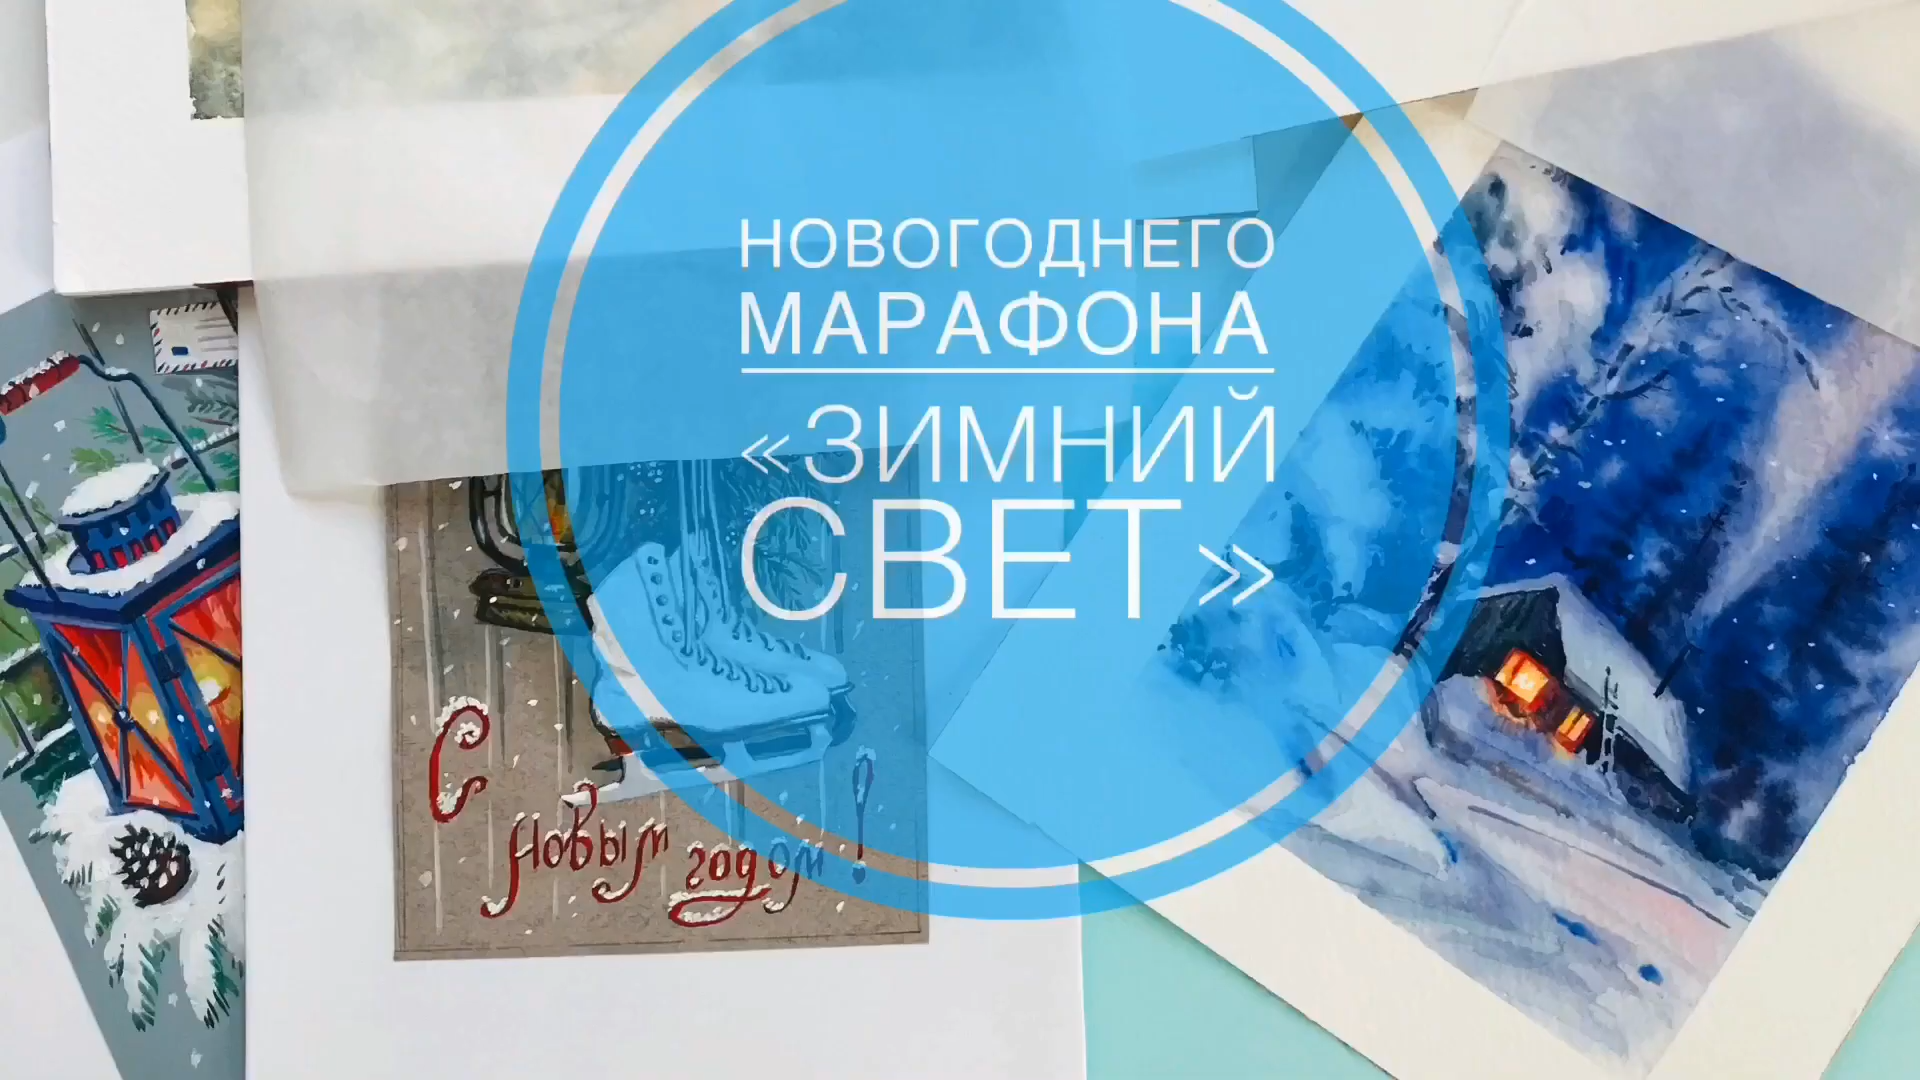 НОВОГОДНЕГО
МАРАФОНА
«ЗИМНИЙ
СВЕТ»
С
Новым годом!